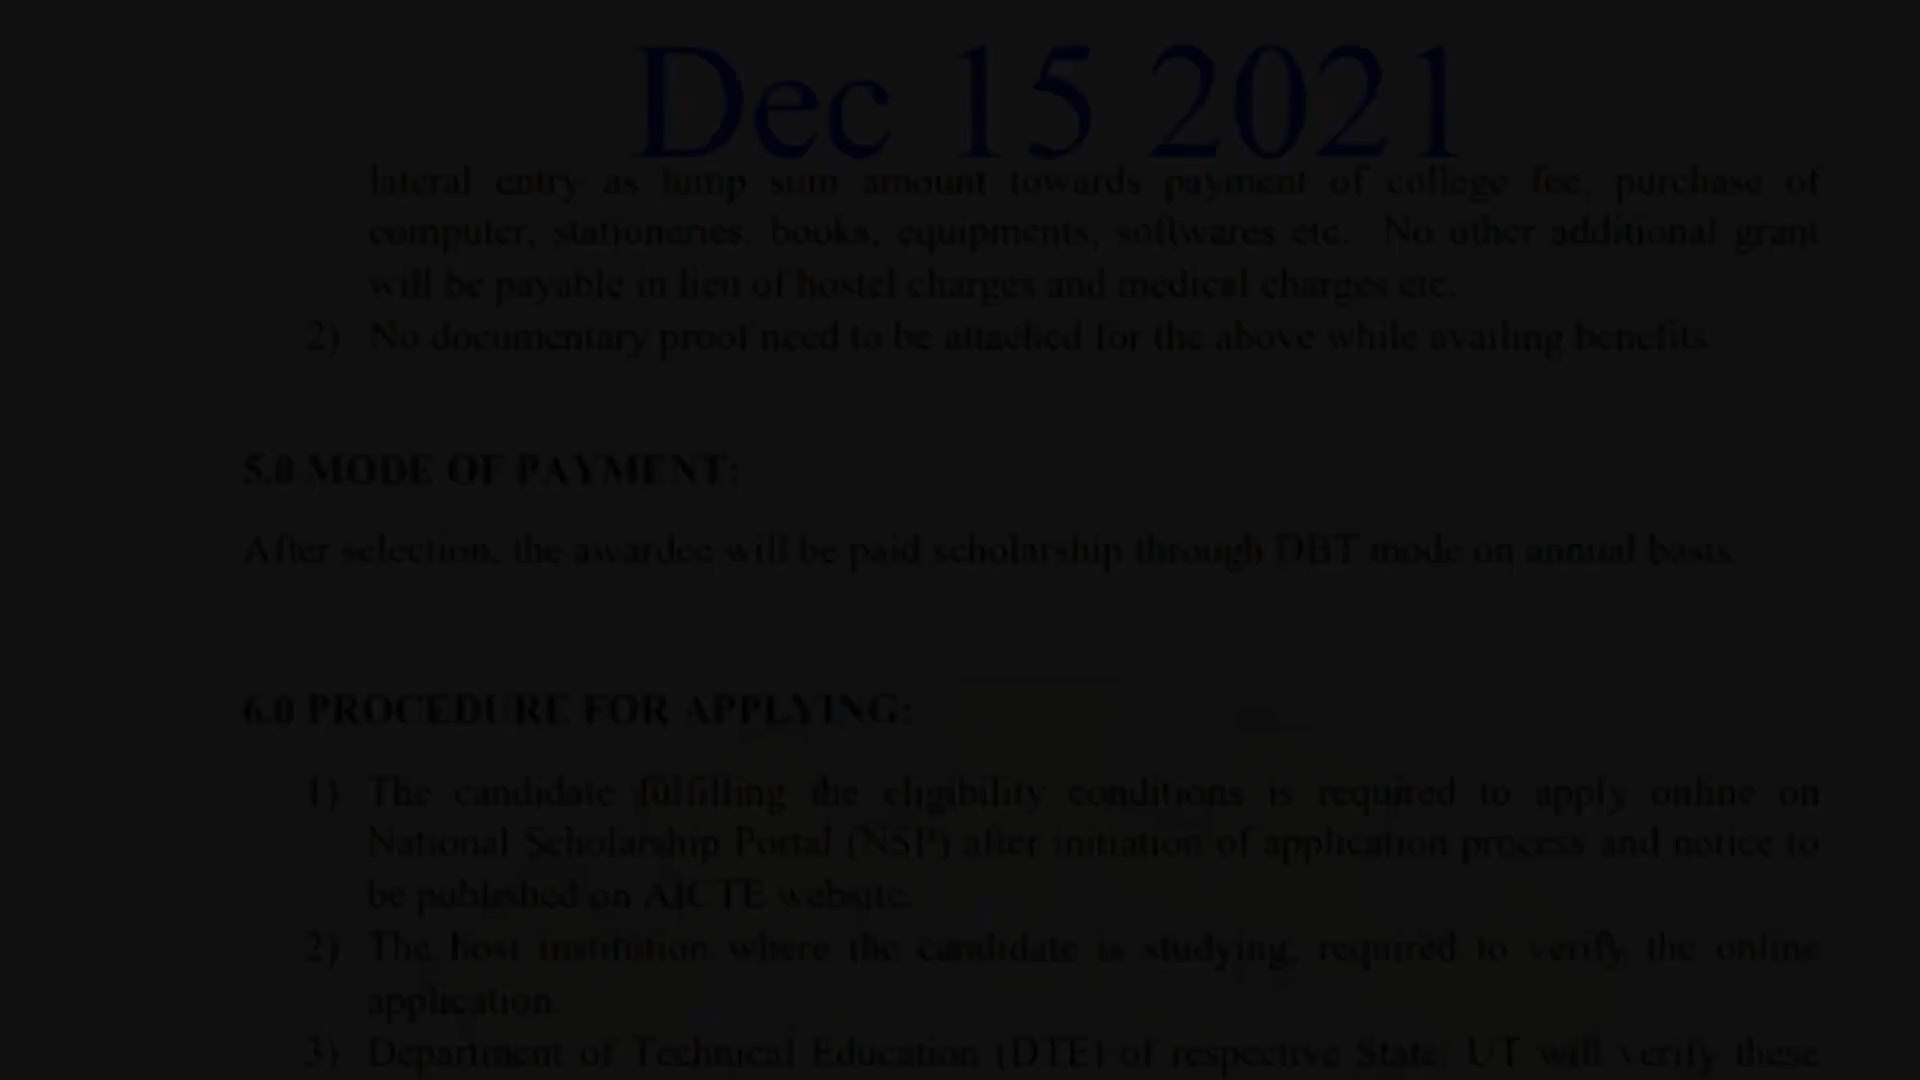 Dec 15 2021
lateral entry as lump sum amount towards payment of college fee, purchase of
computer, stationeries, books, equipments, softwares etc. No other additional grant
will be payable in lieu of hostel charges and medical charges etc.
2) No documentary proof need to be attached for the above while availing benefits.
5.0 MODE OF PAYMENT:
After selection, the awardee will be paid scholarship through DBT mode on annual basis.
6.0 PROCEDURE FOR APPLYING:
1) The candidate fulfilling the eligibility conditions is required to apply online on
National Scholarship Portal (NSP) after initiation of application process and notice to
be published on AICTE website.
2) The host institution where the candidate is studying, required to verify the online
application.
3) Department of Technical Education (DTE) of respective State/ UT will verify these